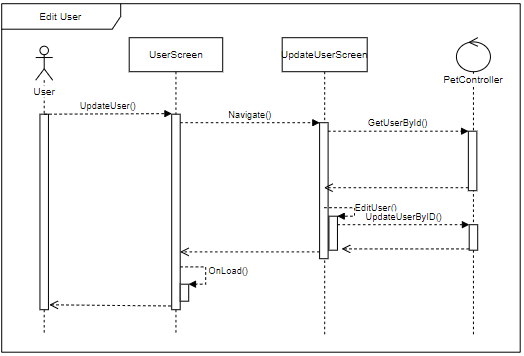 Edit User
UserScreen
UpdateUserScreen
User
PetController
UpdateUser()
Navigate()
GetUserById()
EditUser()
UpdateUserByID()
OnLoad()